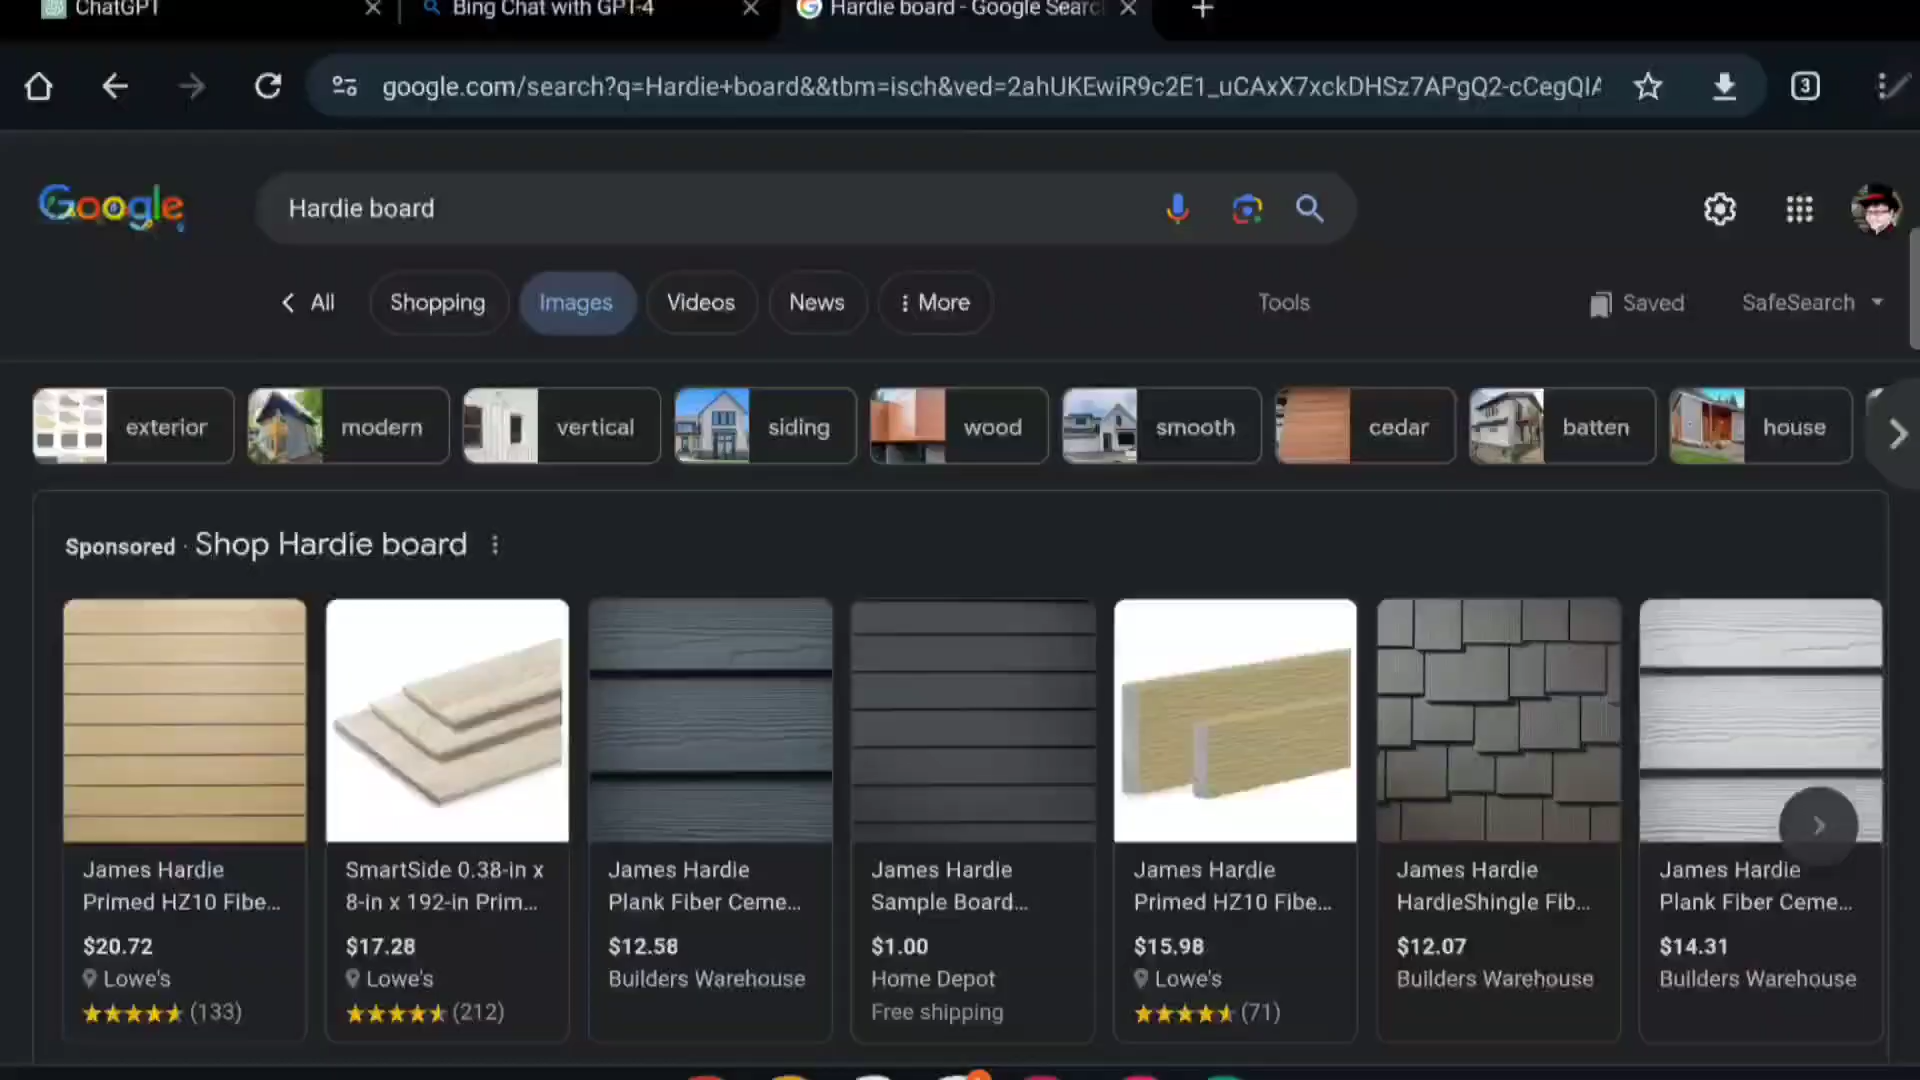 ChatGPT
Bing Chat with GPT-4
Hardie board - Google Searc
google.com/search?q=Hardie+board&&tbm=isch&ved=2ahUKEwiR9c2E1_uCAxX7xckDHSz7APgQ2-cCegQIA
3
Google
Hardie board
All
Shopping
Images
Videos
News
More
Tools
Saved
SafeSearch
exterior
modern
vertical
siding
wood
smooth
cedar
batten
house
Sponsored · Shop Hardie board
James Hardie
Primed HZ10 Fibe...
$20.72
Lowe's
(133)
SmartSide 0.38-in x
8-in x 192-in Prim...
$17.28
Lowe's
(212)
James Hardie
Plank Fiber Ceme...
$12.58
Builders Warehouse
James Hardie
Sample Board...
$1.00
Home Depot
Free shipping
James Hardie
Primed HZ10 Fibe...
$15.98
Lowe's
(71)
James Hardie
HardieShingle Fib...
$12.07
Builders Warehouse
James Hardie
Plank Fiber Ceme...
$14.31
Builders Warehouse